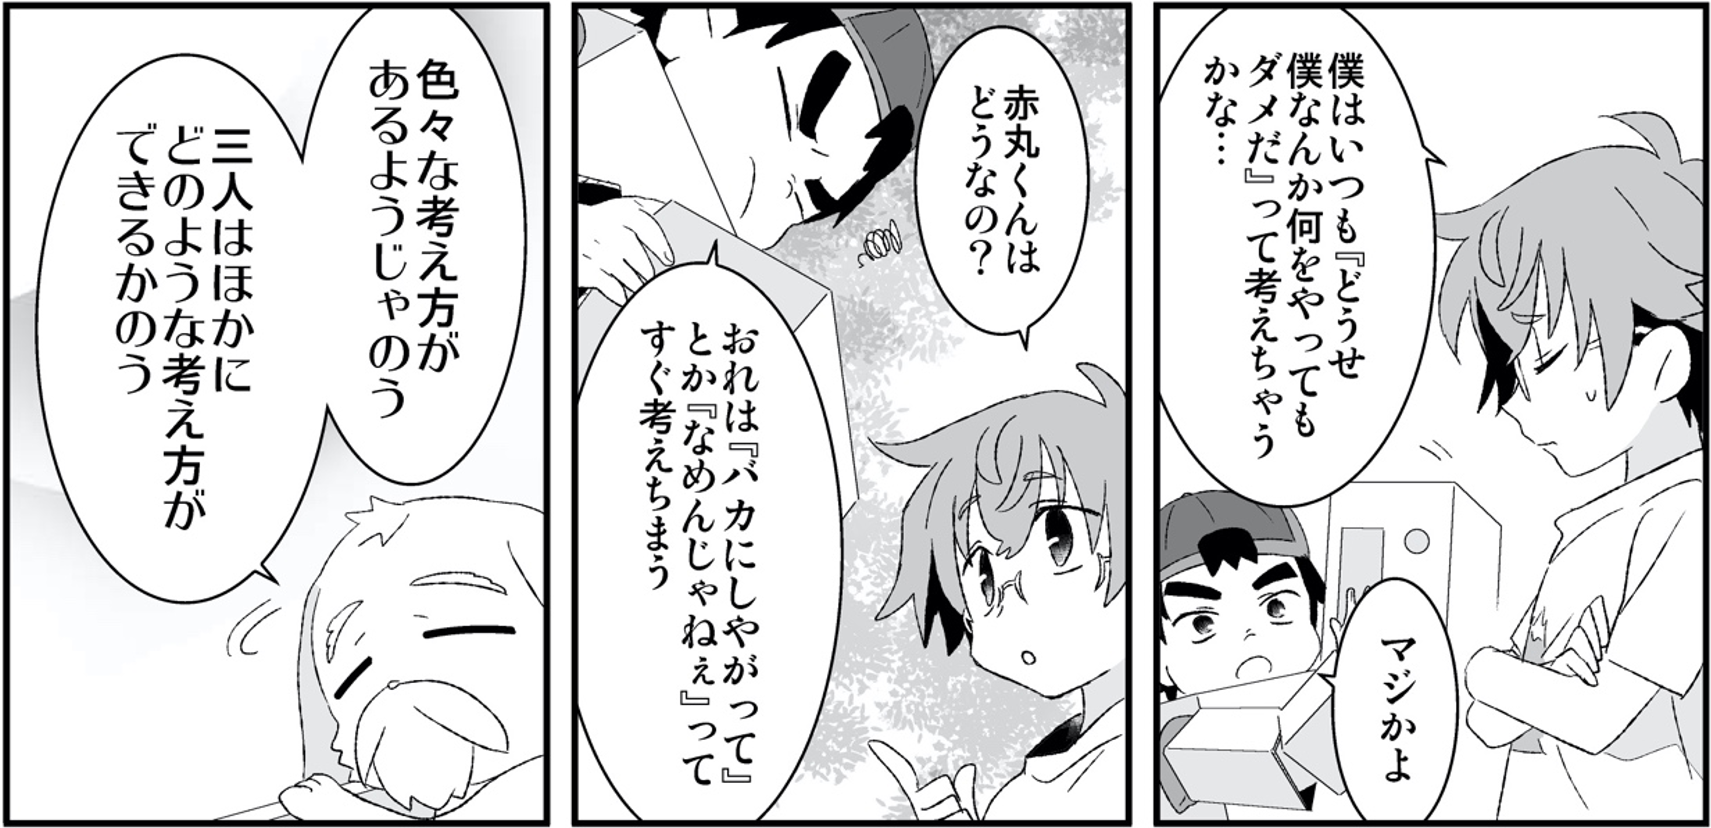 僕はいつも『どうせ
僕なんか何をやっても
ダメだ』って考えちゃう
かな…
マジかよ
赤丸くんは
どうなの？
おれは『バカにしやがって』
とか『なめんじゃねぇ』って
すぐ考えちまう
色々な考え方が
あるようじゃのう
三人はほかに
どのような考え方が
できるかのう